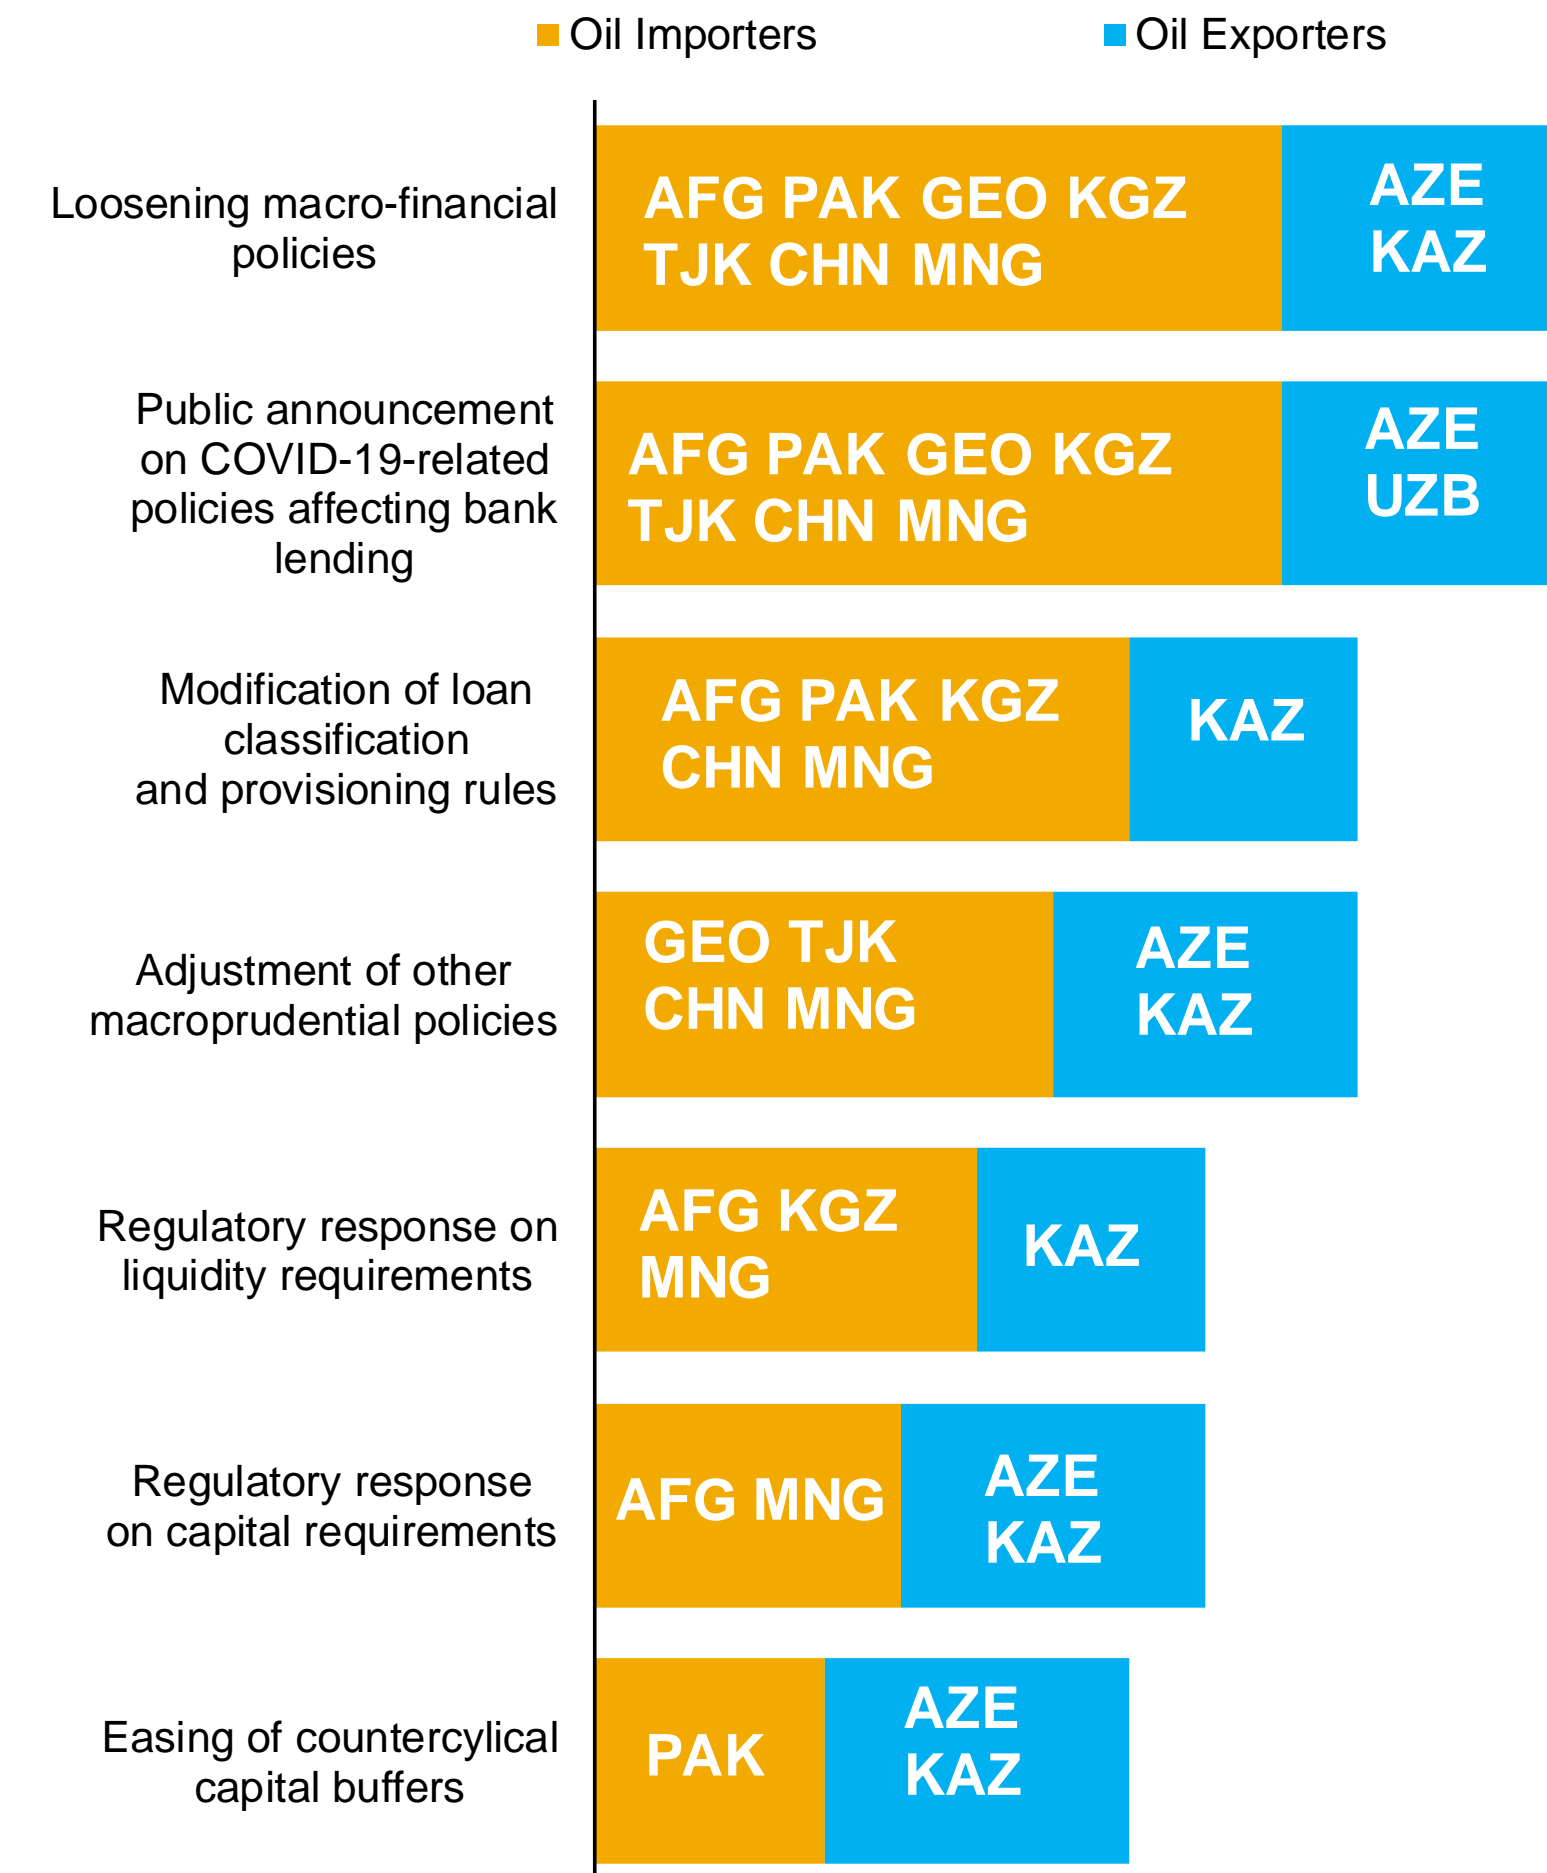 Oil Importers
Oil Exporters
Loosening macro-financial
policies
AFG PAK GEO KGZ
TJK CHN MNG
AZE
KAZ
Public announcement
on COVID-19-related
policies affecting bank
lending
AFG PAK GEO KGZ
TJK CHN MNG
AZE
UZB
Modification of loan
classification
and provisioning rules
AFG PAK KGZ
CHN MNG
KAZ
Adjustment of other
macroprudential policies
GEO TJK
CHN MNG
AZE
KAZ
Regulatory response on
liquidity requirements
AFG KGZ
MNG
KAZ
Regulatory response
on capital requirements
AFG MNG
AZE
KAZ
Easing of countercylical
capital buffers
PAK
AZE
KAZ